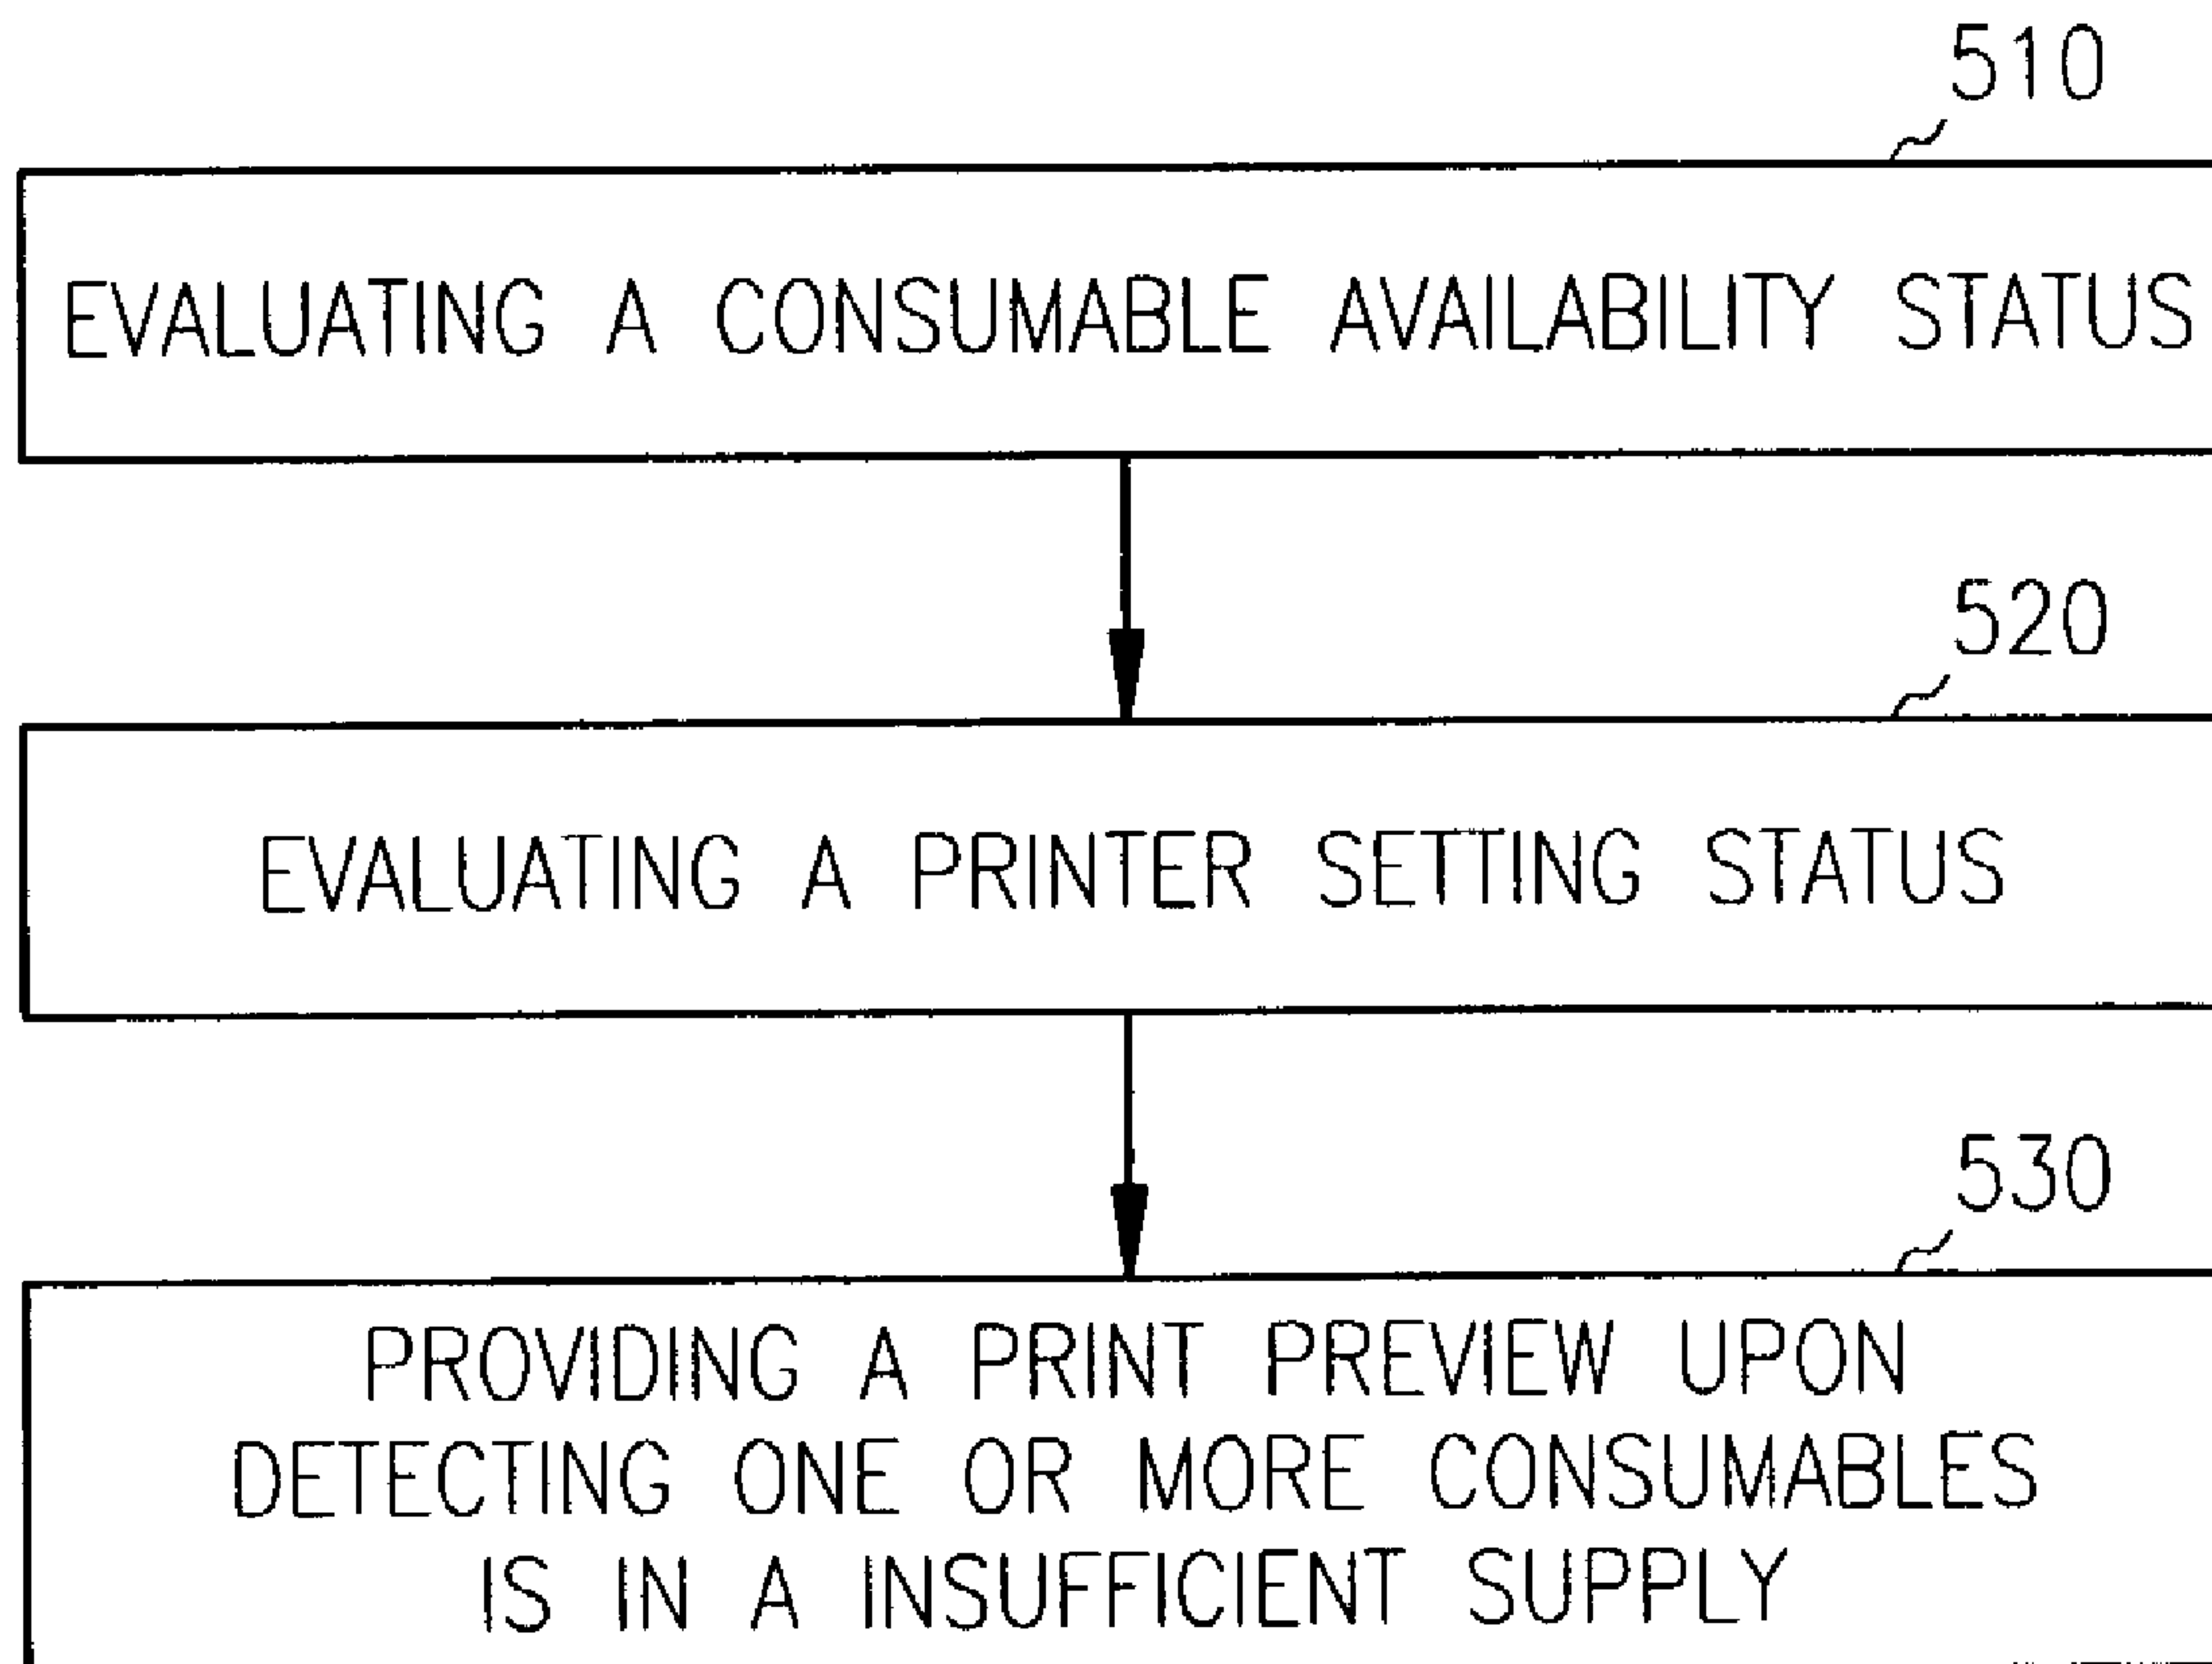 510
EVALUATING A CONSUMABLE AVAILABILITY STATUS
520
EVALUATING A PRINTER SETTING STATUS
530
PROVIDING A PRINT PREVIEW UPON
DETECTING ONE OR MORE CONSUMABLES
IS IN A INSUFFICIENT SUPPLY